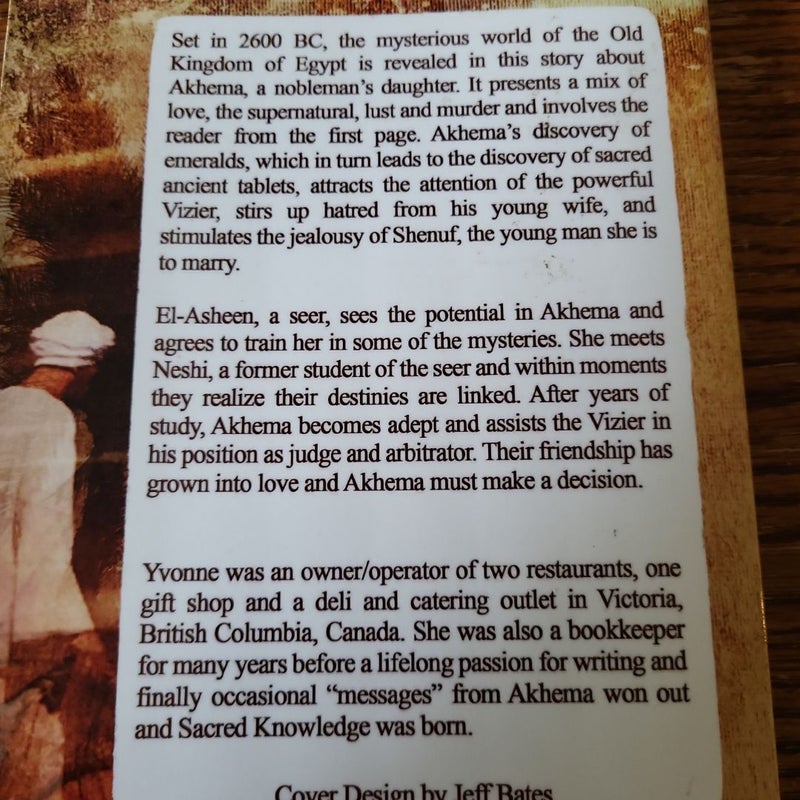 Set in 2600 BC, the mysterious world of the Old
Kingdom of Egypt is revealed in this story about
Akhema, a nobleman's daughter. It presents a mix of
love, the supernatural, lust and murder and involves the
reader from the first page. Akhema's discovery of
emeralds, which in turn leads to the discovery of sacred
ancient tablets, attracts the attention of the powerful
Vizier, stirs up hatred from his young wife, and
stimulates the jealousy of Shenuf, the young man she is
to marry.
El-Asheen, a seer, sees the potential in Akhema and
agrees to train her in some of the mysteries. She meets
Neshi, a former student of the seer and within moments
they realize their destinies are linked. After years of
study, Akhema becomes adept and assists the Vizier in
his position as judge and arbitrator. Their friendship has
grown into love and Akhema must make a decision.
Yvonne was an owner/operator of two restaurants, one
gift shop and a deli and catering outlet in Victoria,
British Columbia, Canada. She was also a bookkeeper
for many years before a lifelong passion for writing and
finally occasional “messages” from Akhema won out
and Sacred Knowledge was born.
Cover Design by Jeff Bates